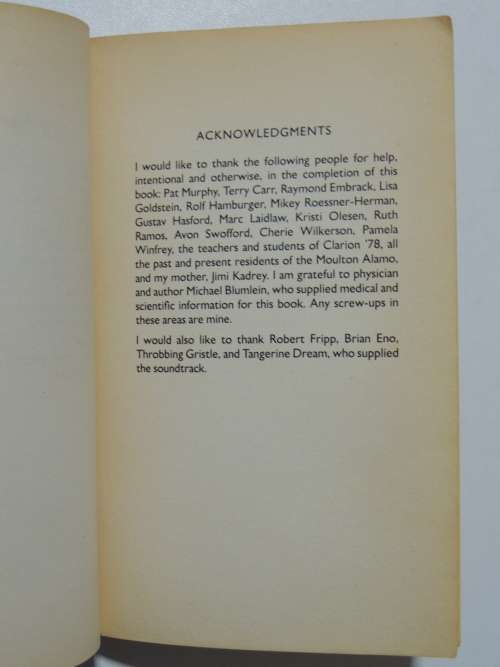 ACKNOWLEDGMENTS
I would like to thank the following people for help,
intentional and otherwise, in the completion of this
book: Pat Murphy, Terry Carr, Raymond Embrack, Lisa
Goldstein, Rolf Hamburger, Mikey Roessner-Herman,
Gustav Hasford, Marc Laidlaw, Kristi Olesen, Ruth
Ramos, Avon Swofford, Cherie Wilkerson, Pamela
Winfrey, the teachers and students of Clarion '78, all
the past and present residents of the Moulton Alamo,
and my mother, Jimi Kadrey. I am grateful to physician
and author Michael Blumlein, who supplied medical and
scientific information for this book. Any screw-ups in
these areas are mine.
I would also like to thank Robert Fripp, Brian Eno,
Throbbing Gristle, and Tangerine Dream, who supplied
the soundtrack.